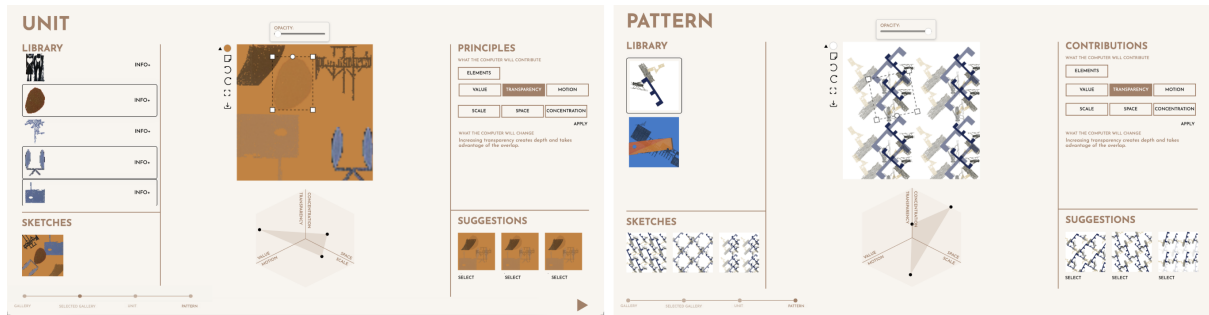 UNIT
OPACITY:
LIBRARY
INFO+
INFO+
INFO+
INFO+
INFO+
SKETCHES
PRINCIPLES
WHAT THE COMPUTER WILL CONTRIBUTE
ELEMENTS
VALUE TRANSPARENCY MOTION
SCALE SPACE CONCENTRATION
APPLY
WHAT THE COMPUTER WILL CHANGE
Increasing transparency creates depth and takes
advantage of the overlap.
CONCENTRATION
TRANSPARENCY
VALUE
MOTION
SPACE
SCALE
SUGGESTIONS
SELECT SELECT SELECT
GALLERY SELECTED GALLERY UNIT PATTERN
PATTERN
OPACITY:
LIBRARY
SKETCHES
CONTRIBUTIONS
WHAT THE COMPUTER WILL CONTRIBUTE
ELEMENTS
VALUE TRANSPARENCY MOTION
SCALE SPACE CONCENTRATION
APPLY
WHAT THE COMPUTER WILL CHANGE
Increasing transparency creates depth and takes
advantage of the overlap.
CONCENTRATION
TRANSPARENCY
VALUE
MOTION
SPACE
SCALE
SUGGESTIONS
SELECT SELECT SELECT
GALLERY SELECTED GALLERY UNIT PATTERN